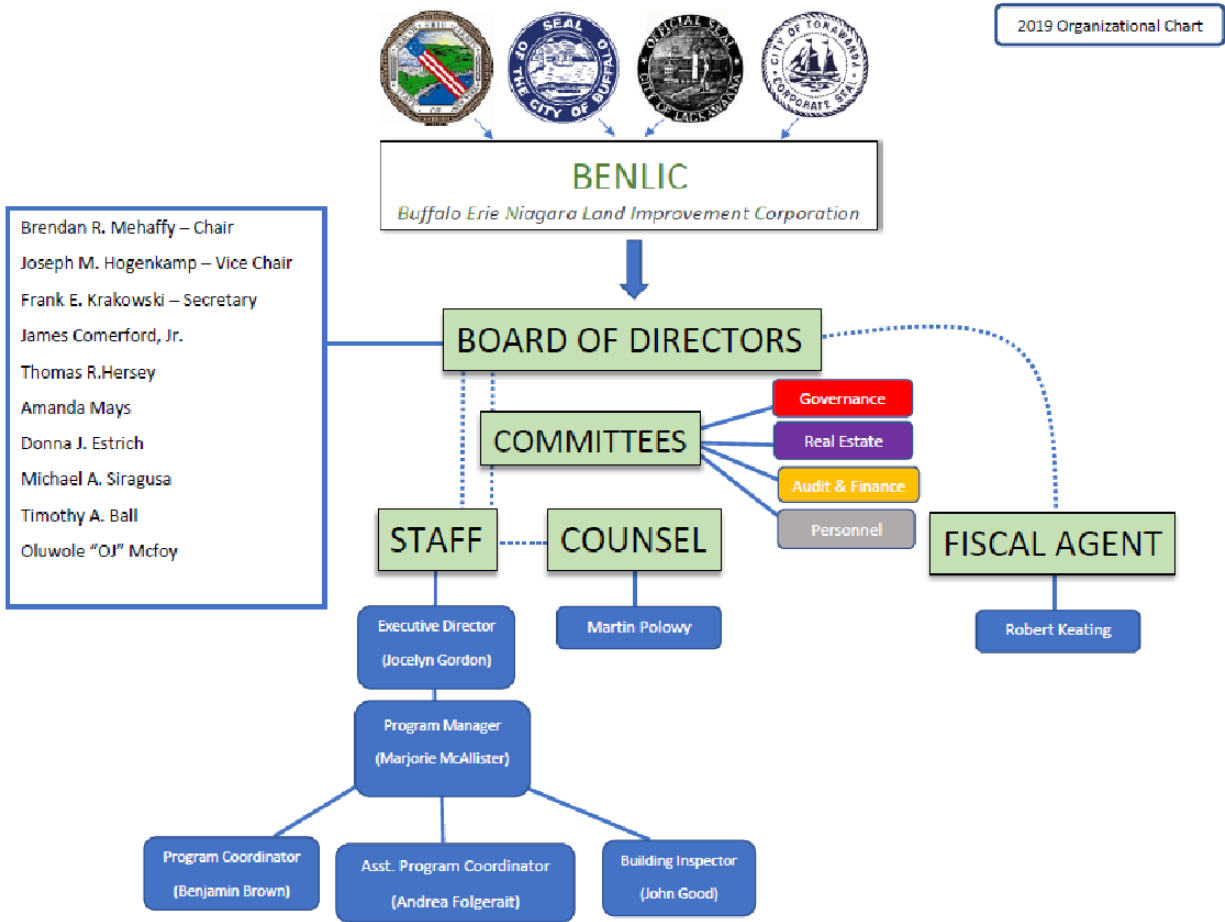 2019 Organizational Chart
SEAL
OF THE CITY OF BUFFALO
OFFICIAL SEAL
CITY OF LACKAWANNA
CITY OF TONAWANDA
CORPORATE SEAL
BENLIC
Buffalo Erie Niagara Land Improvement Corporation
Brendan R. Mehaffy – Chair
Joseph M. Hogenkamp – Vice Chair
Frank E. Krakowski – Secretary
James Comerford, Jr.
Thomas R.Hersey
Amanda Mays
Donna J. Estrich
Michael A. Siragusa
Timothy A. Ball
Oluwole “OJ” Mcfoy
BOARD OF DIRECTORS
COMMITTEES
Governance
Real Estate
Audit & Finance
Personnel
STAFF
COUNSEL
FISCAL AGENT
Executive Director
(Jocelyn Gordon)
Martin Polowy
Robert Keating
Program Manager
(Marjorie McAllister)
Program Coordinator
(Benjamin Brown)
Asst. Program Coordinator
(Andrea Folgerait)
Building Inspector
(John Good)